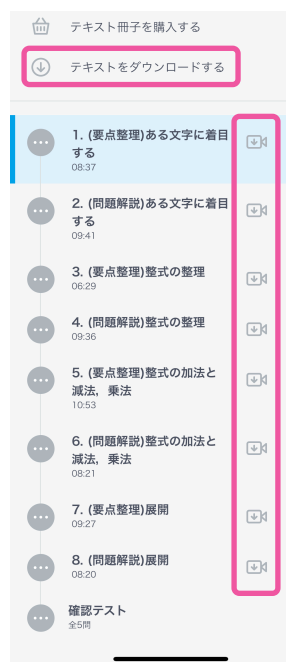 テキスト冊子を購入する
テキストをダウンロードする
1. (要点整理)ある文字に着目
する
08:37
2. (問題解説)ある文字に着目
する
09:41
3. (要点整理)整式の整理
06:29
4. (問題解説)整式の整理
09:36
5. (要点整理)整式の加法と
減法，乗法
10:53
6. (問題解説)整式の加法と
減法，乗法
08:21
7. (要点整理)展開
09:27
8. (問題解説)展開
08:20
確認テスト
全5問